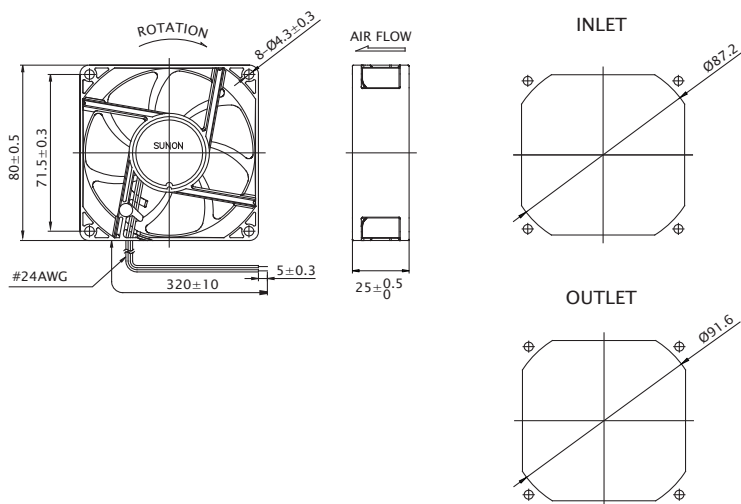 ROTATION
8-Ø4.3±0.3
80±0.5
71.5±0.3
SUNON
#24AWG
5±0.3
320±10
AIR FLOW
25±0.5
0
INLET
Ø87.2
OUTLET
Ø91.6